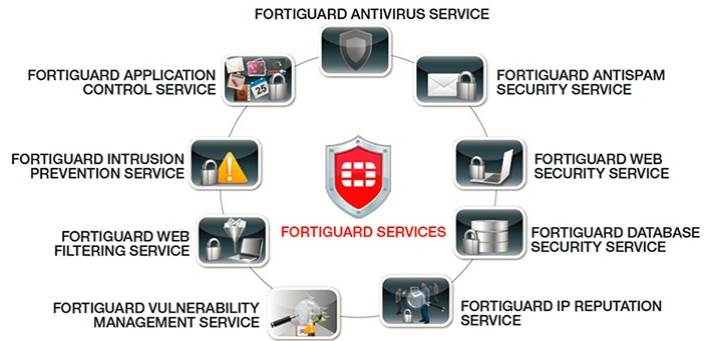 FORTIGUARD ANTIVIRUS SERVICE
FORTIGUARD APPLICATION
CONTROL SERVICE
FORTIGUARD ANTISPAM
SECURITY SERVICE
25
FORTIGUARD INTRUSION
PREVENTION SERVICE
FORTIGUARD WEB
SECURITY SERVICE
FORTIGUARD SERVICES
FORTIGUARD WEB
FILTERING SERVICE
FORTIGUARD DATABASE
SECURITY SERVICE
FORTIGUARD VULNERABILITY
MANAGEMENT SERVICE
FORTIGUARD IP REPUTATION
SERVICE